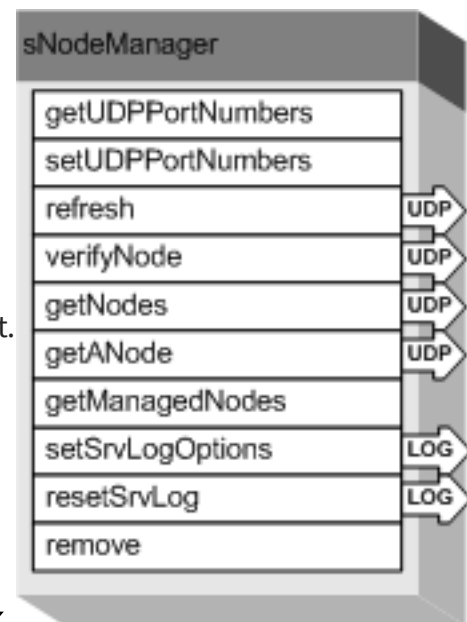 sNodeManager
getUDPPortNumbers
setUDPPortNumbers
refresh UDP
verifyNode UDP
getNodes UDP
t.
getANode UDP
getManagedNodes
setSrvLogOptions LOG
resetSrvLog LOG
remove